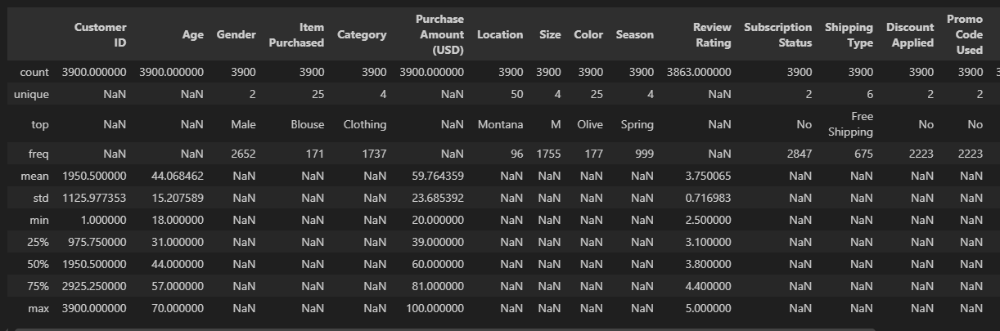 Customer ID Age Gender Item Purchased Category Purchase Amount (USD) Location Size Color Season Review Rating Subscription Status Shipping Type Discount Applied Promo Code Used
count 3900.000000 3900.000000 3900 3900 3900 3900.000000 3900 3900 3900 3900 3863.000000 3900 3900 3900 3900 3
unique NaN NaN 2 25 4 NaN 50 4 25 4 NaN 2 6 2 2
top NaN NaN Male Blouse Clothing NaN Montana M Olive Spring NaN No Free Shipping No No
freq NaN NaN 2652 171 1737 NaN 96 1755 177 999 NaN 2847 675 2223 2223
mean 1950.500000 44.068462 NaN NaN NaN 59.764359 NaN NaN NaN NaN 3.750065 NaN NaN NaN NaN
std 1125.977353 15.207589 NaN NaN NaN 23.685392 NaN NaN NaN NaN 0.716983 NaN NaN NaN NaN
min 1.000000 18.000000 NaN NaN NaN 20.000000 NaN NaN NaN NaN 2.500000 NaN NaN NaN NaN
25% 975.750000 31.000000 NaN NaN NaN 39.000000 NaN NaN NaN NaN 3.100000 NaN NaN NaN NaN
50% 1950.500000 44.000000 NaN NaN NaN 60.000000 NaN NaN NaN NaN 3.800000 NaN NaN NaN NaN
75% 2925.250000 57.000000 NaN NaN NaN 81.000000 NaN NaN NaN NaN 4.400000 NaN NaN NaN NaN
max 3900.000000 70.000000 NaN NaN NaN 100.000000 NaN NaN NaN NaN 5.000000 NaN NaN NaN NaN